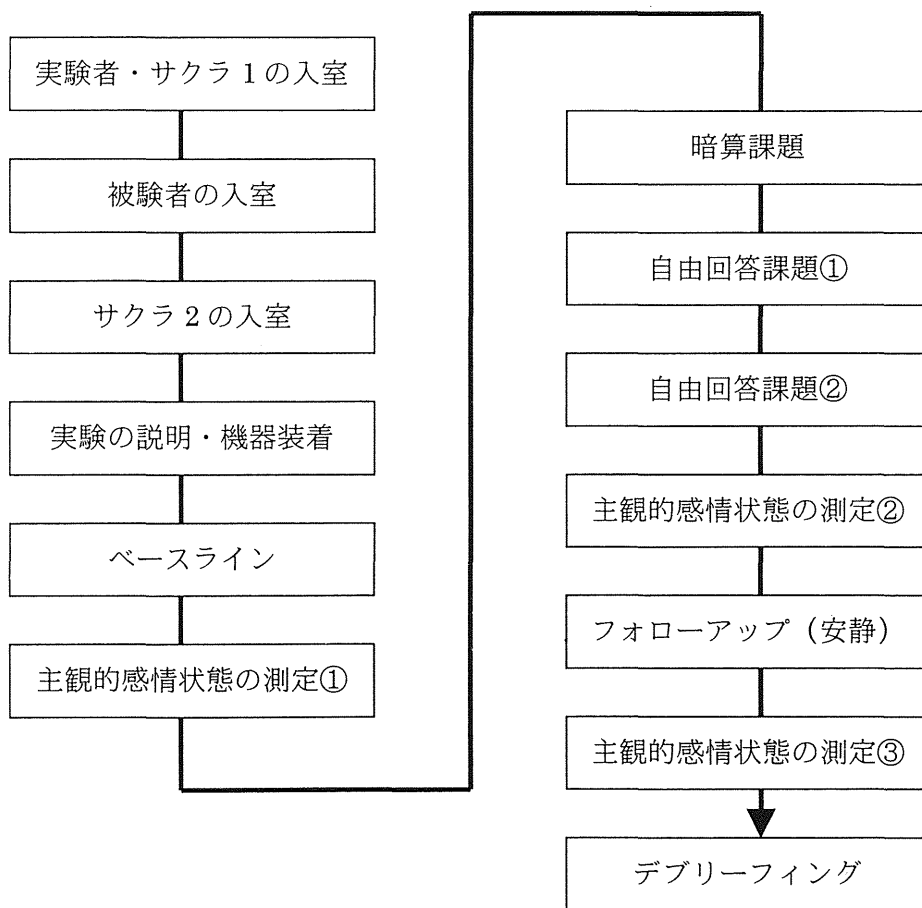 実験者・サクラ1の入室
被験者の入室
サクラ2の入室
実験の説明・機器装着
ベースライン
主観的感情状態の測定①
暗算課題
自由回答課題①
自由回答課題②
主観的感情状態の測定②
フォローアップ（安静）
主観的感情状態の測定③
デブリーフィング